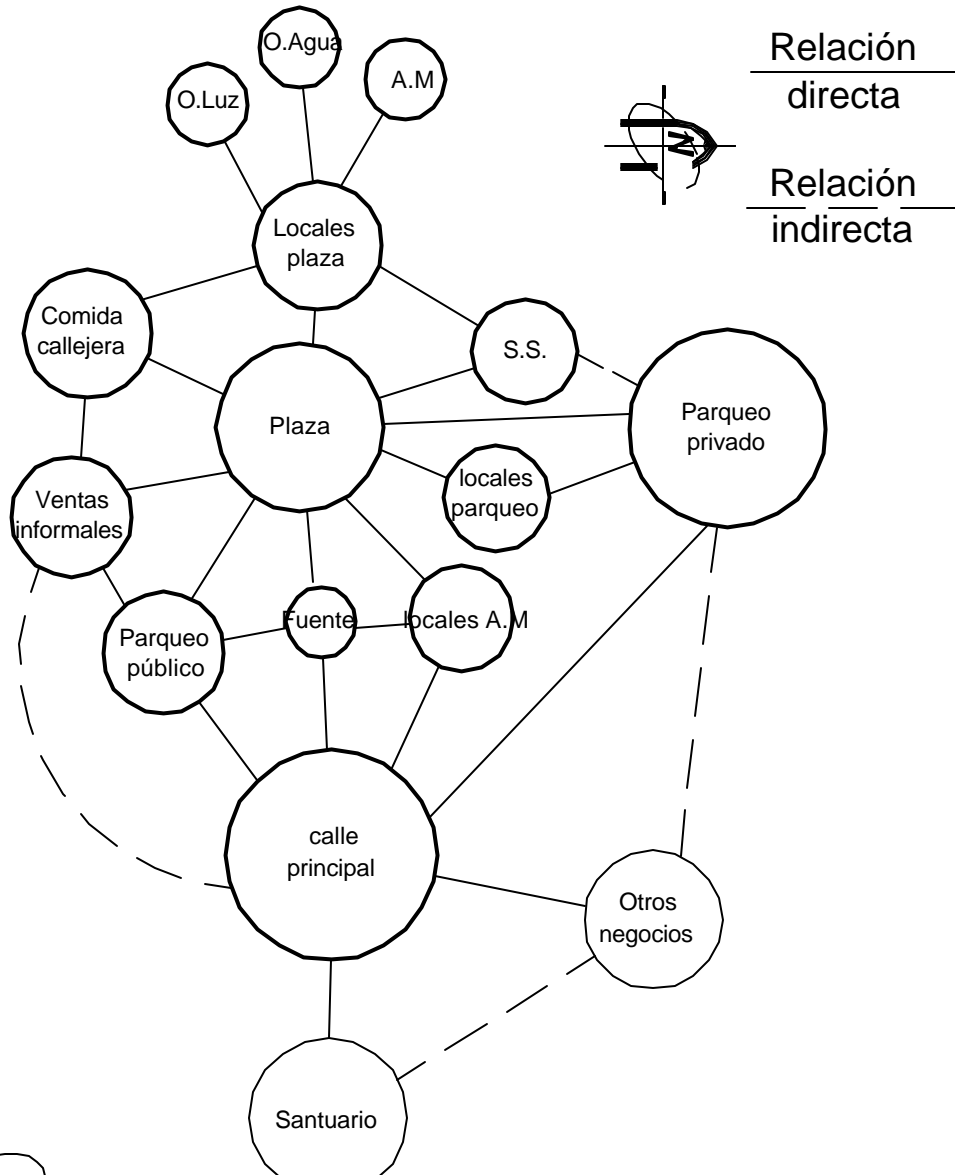 O.Agua
A.M
O.Luz
Relación
directa
N
Relación
indirecta
Locales
plaza
Comida
callejera
S.S.
Plaza
Parqueo
privado
locales
parqueo
Ventas
informales
Fuente
locales A.M
Parqueo
público
calle
principal
Otros
negocios
Santuario